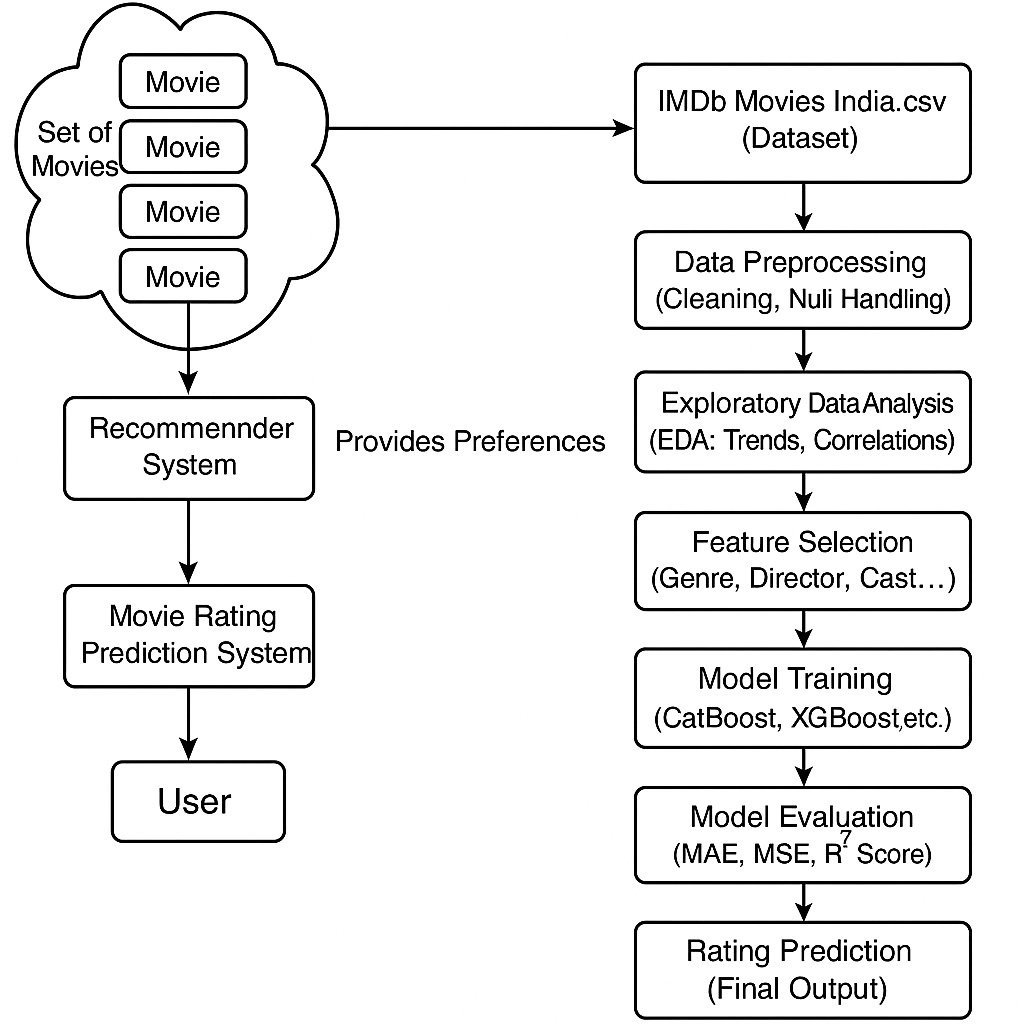 Set of
Movies
Movie
Movie
Movie
Movie
Recommennder
System
Provides Preferences
Movie Rating
Prediction System
User
IMDb Movies India.csv
(Dataset)
Data Preprocessing
(Cleaning, Nuli Handling)
Exploratory Data Analysis
(EDA: Trends, Correlations)
Feature Selection
(Genre, Director, Cast...)
Model Training
(CatBoost, XGBoost,etc.)
Model Evaluation
(MAE, MSE, R⁷ Score)
Rating Prediction
(Final Output)